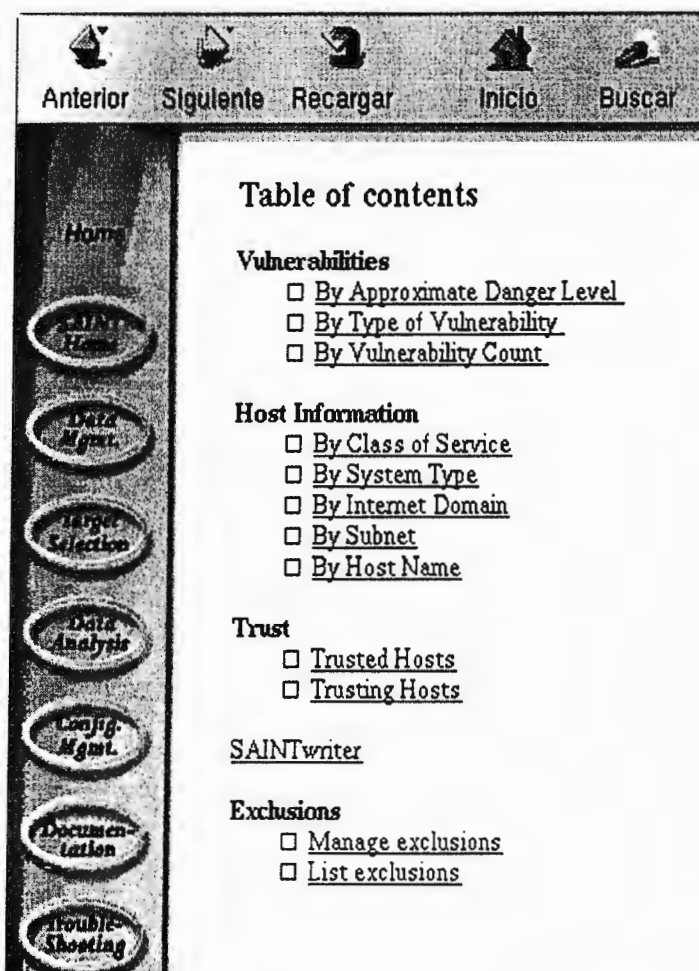 Anterior Siguiente Recargar Inicio Buscar
Home
SAINT
Home
Data
Mgmt.
Target
Selection
Data
Analysis
Config.
Mgmt.
Documen-
tation
Trouble-
Shooting
Table of contents
Vulnerabilities
By Approximate Danger Level
By Type of Vulnerability
By Vulnerability Count
Host Information
By Class of Service
By System Type
By Internet Domain
By Subnet
By Host Name
Trust
Trusted Hosts
Trusting Hosts
SAINTwriter
Exclusions
Manage exclusions
List exclusions